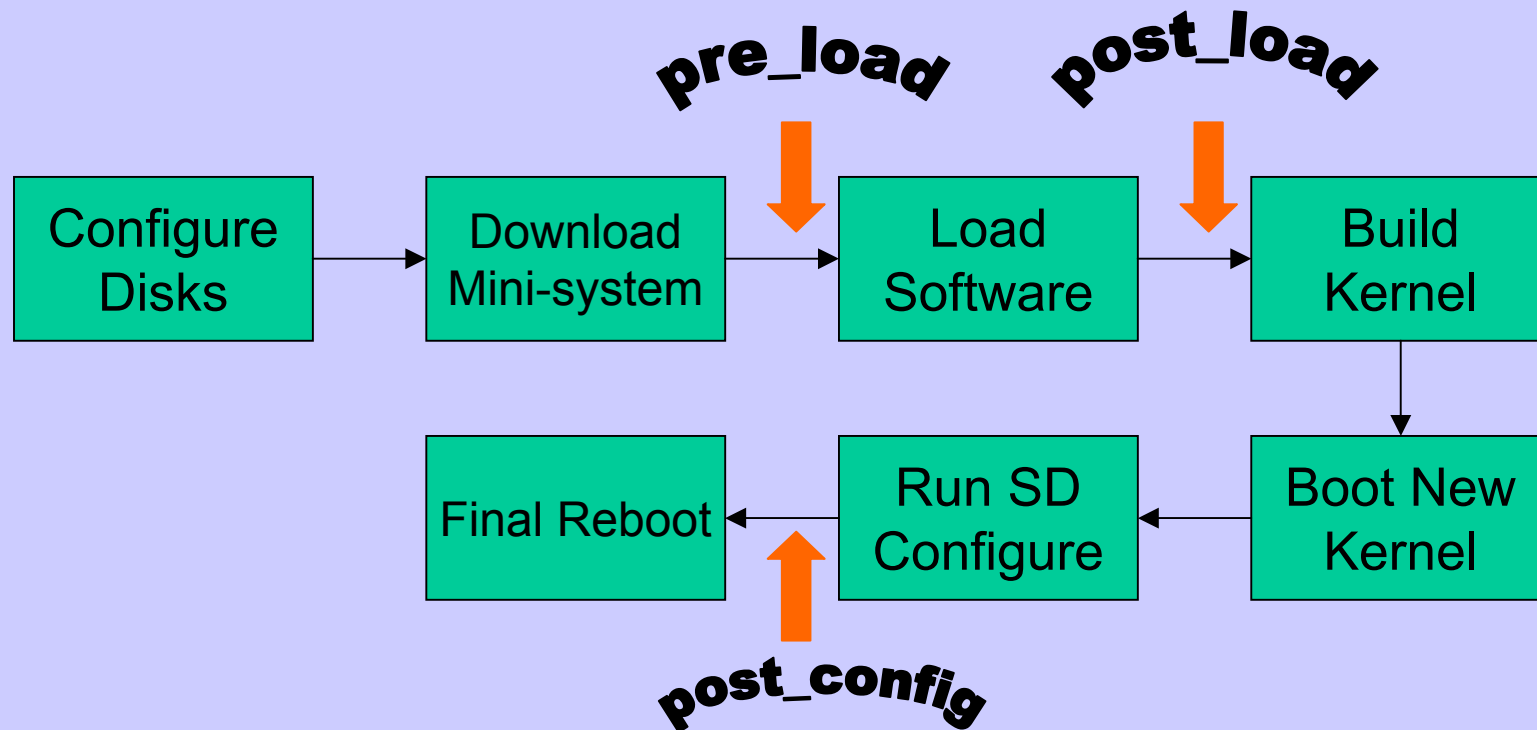 pre_load
post_load
Configure
Disks
Download
Mini-system
Load
Software
Build
Kernel
Final Reboot
Run SD
Configure
Boot New
Kernel
post_config